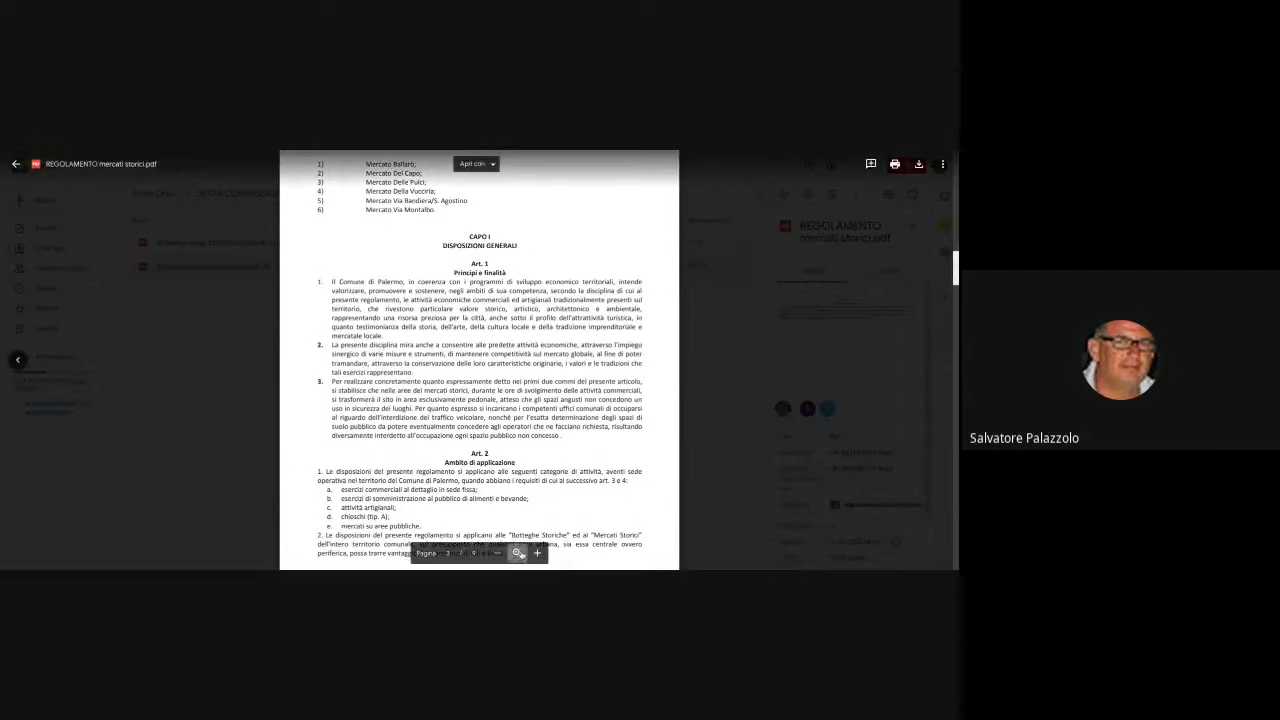 REGOLAMENTO mercati storici.pdf
Apri con
1) Mercato Ballarò;
2) Mercato Del Capo;
3) Mercato Delle Pulci;
4) Mercato Della Vucciria;
5) Mercato Via Bandiera/S. Agostino
6) Mercato Via Montalbo.
CAPO I
DISPOSIZIONI GENERALI
Art. 1
Principi e finalità
1. Il Comune di Palermo, in coerenza con i programmi di sviluppo economico territoriali, intende
valorizzare, promuovere e sostenere, negli ambiti di sua competenza, secondo la disciplina di cui al
presente regolamento, le attività economiche commerciali ed artigianali tradizionalmente presenti sul
territorio, che rivestono particolare valore storico, artistico, architettonico e ambientale,
rappresentando una risorsa preziosa per la città, anche sotto il profilo dell'attrattività turistica, in
quanto testimonianza della storia, dell'arte, della cultura locale e della tradizione imprenditoriale e
mercatale locale.
2. La presente disciplina mira anche a consentire alle predette attività economiche, attraverso l'impiego
sinergico di varie misure e strumenti, di mantenere competitività sul mercato globale, al fine di poter
tramandare, attraverso la conservazione delle loro caratteristiche originarie, i valori e le tradizioni che
tali esercizi rappresentano.
3. Per realizzare concretamente quanto espressamente detto nei primi due commi del presente articolo,
si stabilisce che nelle aree dei mercati storici, durante le ore di svolgimento delle attività commerciali,
si trasformerà il sito in area esclusivamente pedonale, atteso che gli spazi angusti non concedono un
uso in sicurezza dei luoghi. Per quanto espresso si incaricano i competenti uffici comunali di occuparsi
al riguardo dell'interdizione del traffico veicolare, nonché per l'esatta determinazione degli spazi di
suolo pubblico da potere eventualmente concedere agli operatori che ne facciano richiesta, risultando
diversamente interdetto all'occupazione ogni spazio pubblico non concesso .
Art. 2
Ambito di applicazione
1. Le disposizioni del presente regolamento si applicano alle seguenti categorie di attività, aventi sede
operativa nel territorio del Comune di Palermo, quando abbiano i requisiti di cui al successivo art. 3 e 4:
a. esercizi commerciali al dettaglio in sede fissa;
b. esercizi di somministrazione al pubblico di alimenti e bevande;
c. attività artigianali;
d. chioschi (tip. A);
e. mercati su aree pubbliche.
2. Le disposizioni del presente regolamento si applicano alle "Botteghe Storiche" ed ai "Mercati Storici"
dell'intero territorio comunale, sul presupposto che urbana, sia essa centrale ovvero
periferica, possa trarre
Pagina
REGOLAMENTO
mercati storici.pdf
Salvatore Palazzolo